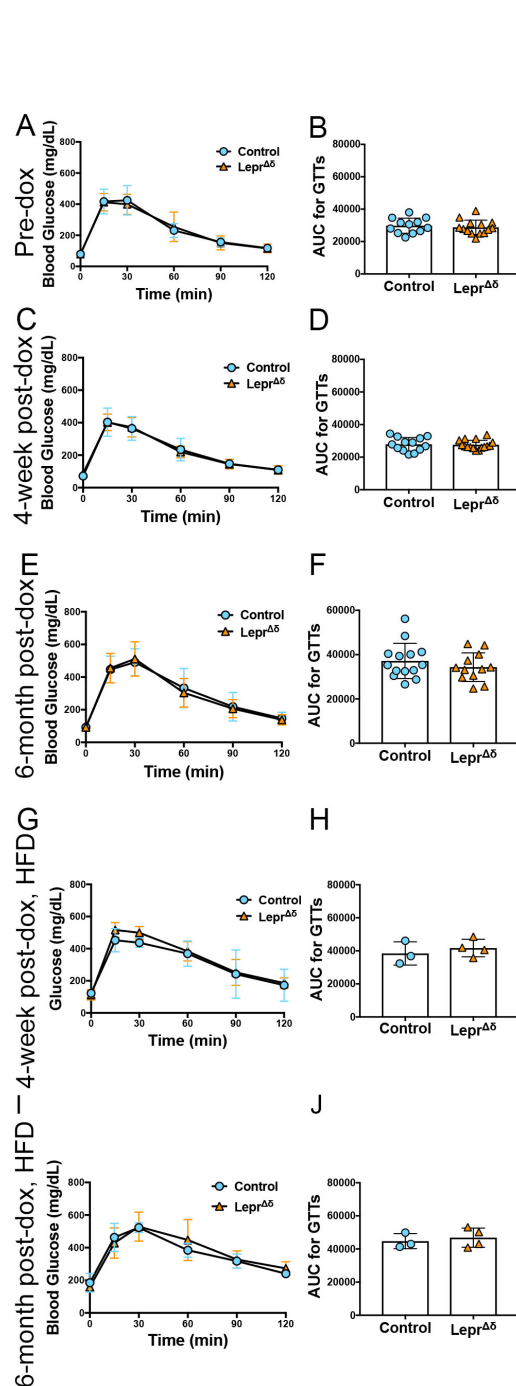 A
Pre-dox
Blood Glucose (mg/dL)
800
600
400
200
0
0 30 60 90 120
Time (min)
Control
Lepr^Δδ
B
AUC for GTTs
80000
60000
40000
20000
0
Control Lepr^Δδ
C
4-week post-dox
Blood Glucose (mg/dL)
800
600
400
200
0
0 30 60 90 120
Time (min)
Control
Lepr^Δδ
D
AUC for GTTs
80000
60000
40000
20000
0
Control Lepr^Δδ
E
6-month post-dox
Blood Glucose (mg/dL)
800
600
400
200
0
0 30 60 90 120
Time (min)
Control
Lepr^Δδ
F
AUC for GTTs
60000
40000
20000
0
Control Lepr^Δδ
G
4-week post-dox, HFD
Glucose (mg/dL)
800
600
400
200
0
0 30 60 90 120
Time (min)
Control
Lepr^Δδ
H
AUC for GTTs
80000
60000
40000
20000
0
Control Lepr^Δδ
I
6-month post-dox, HFD
Blood Glucose (mg/dL)
800
600
400
200
0
0 30 60 90 120
Time (min)
Control
Lepr^Δδ
J
AUC for GTTs
80000
60000
40000
20000
0
Control Lepr^Δδ